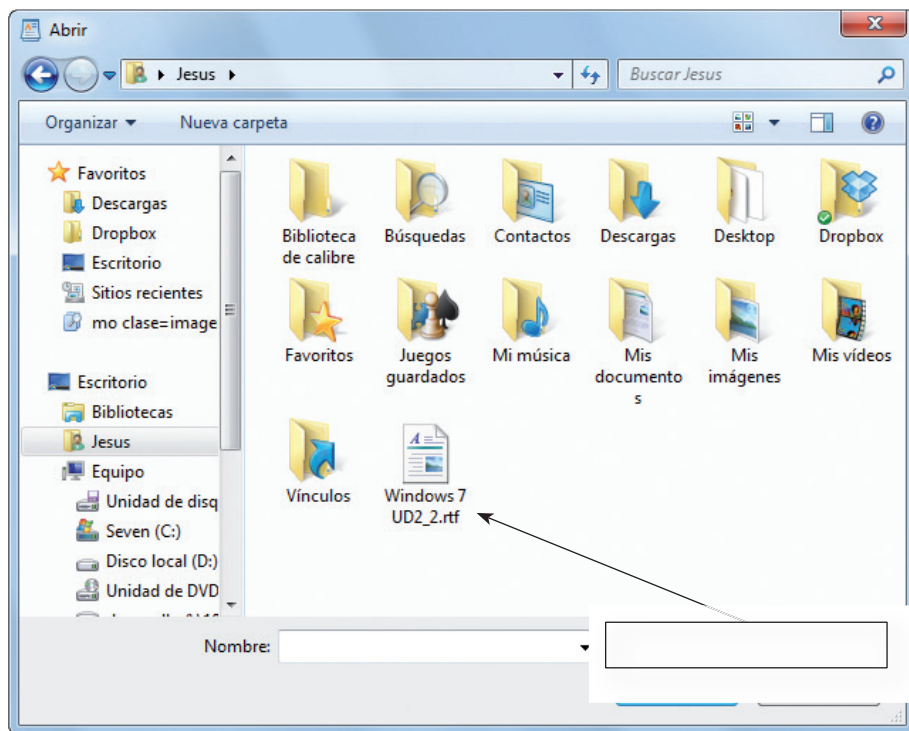 Abrir
Jesus
Buscar Jesus
Organizar
Nueva carpeta
Favoritos
Descargas
Dropbox
Escritorio
Sitios recientes
mo clase=image
Escritorio
Bibliotecas
Jesus
Equipo
Unidad de disq
Seven (C:)
Disco local (D:)
Unidad de DVD
Biblioteca
de calibre
Búsquedas
Contactos
Descargas
Desktop
Dropbox
Favoritos
Juegos
guardados
Mi música
Mis
documento
s
Mis
imágenes
Mis vídeos
Vínculos
Windows 7
UD2_2.rtf
Nombre: